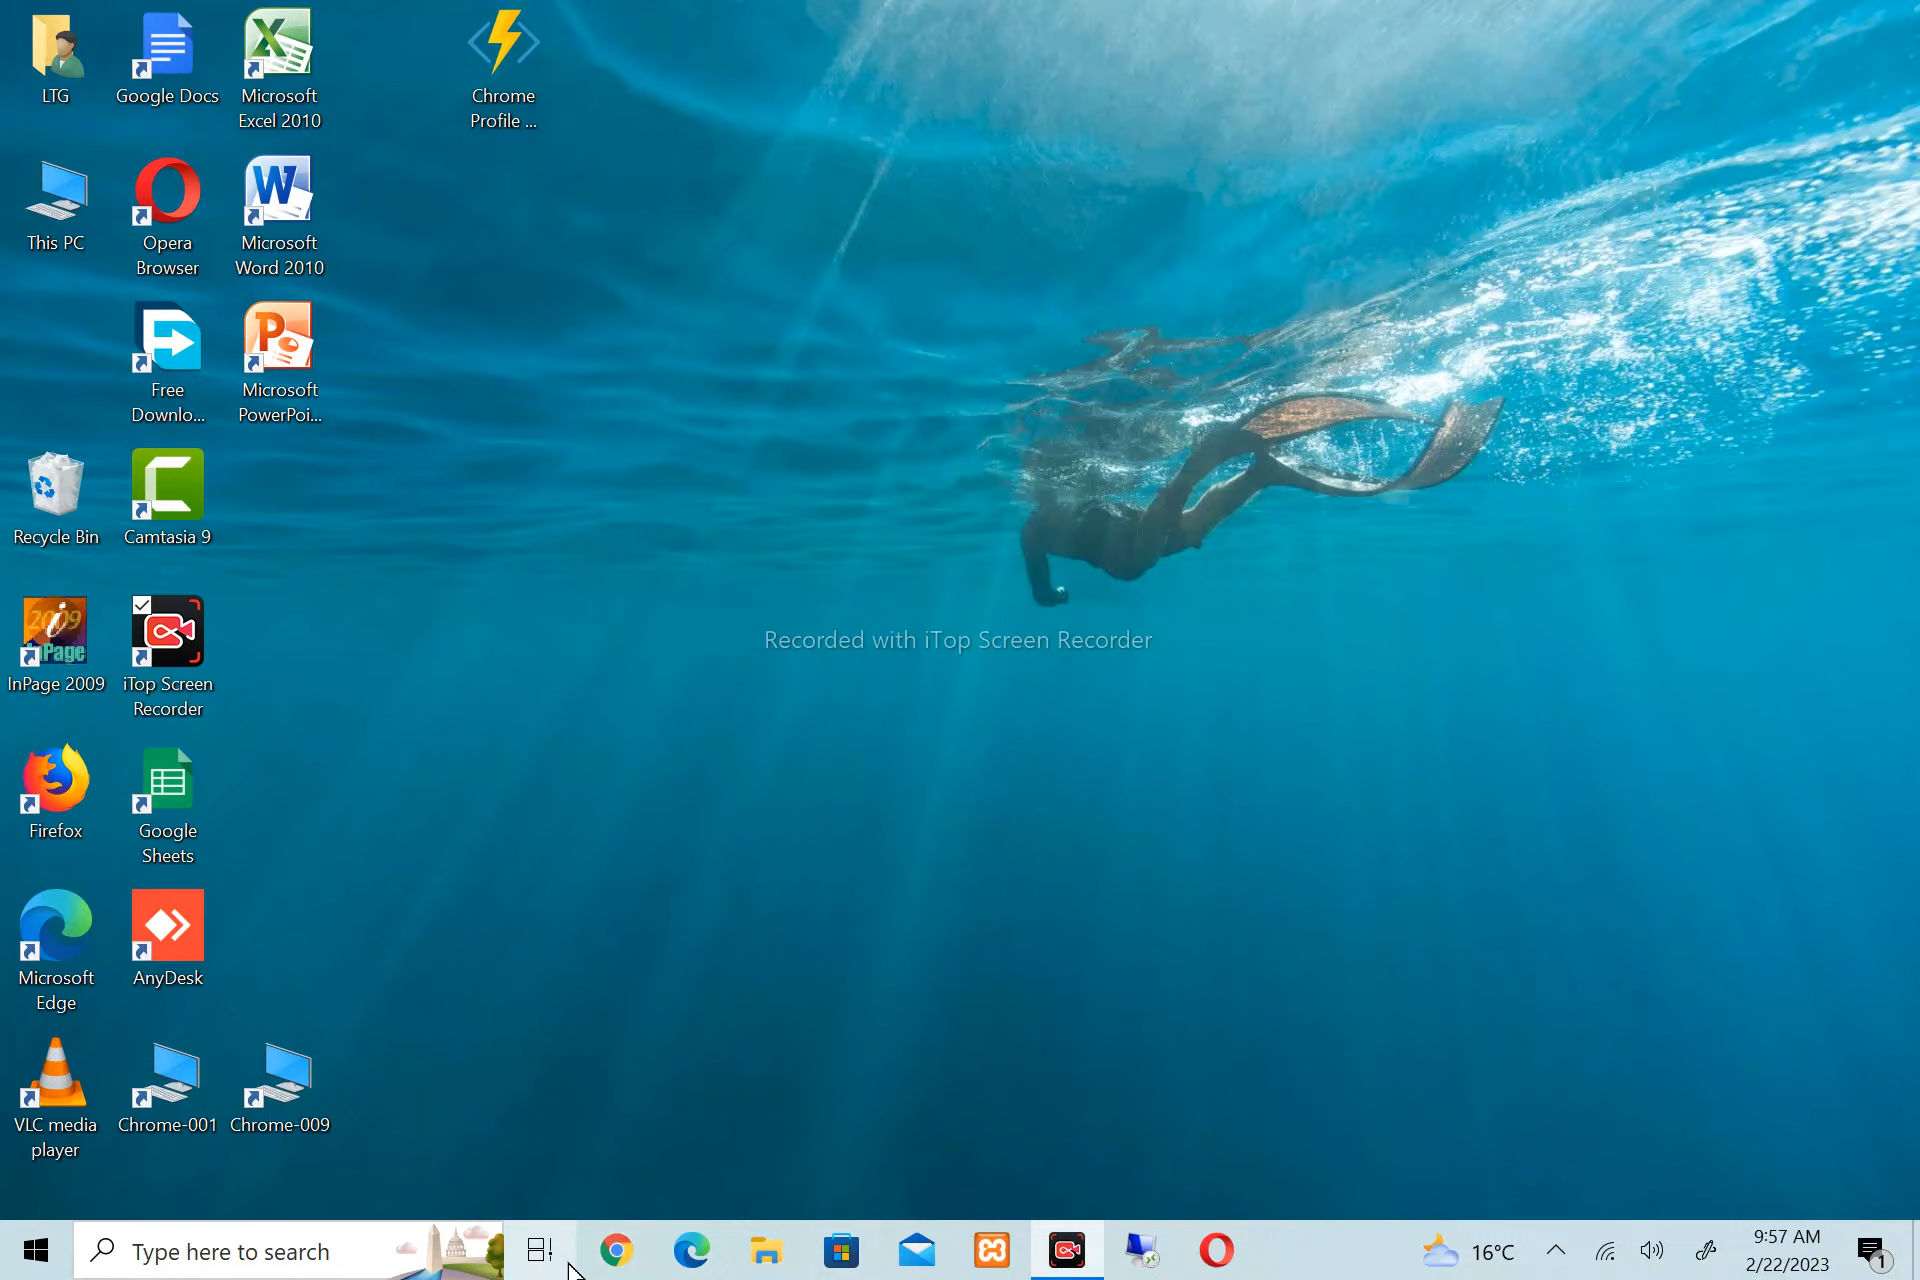 LTG
Google Docs
Microsoft
Excel 2010
Chrome
Profile ...
This PC
Opera
Browser
Microsoft
Word 2010
Free
Downlo...
Microsoft
PowerPoi...
Recycle Bin
Camtasia 9
2009
InPage
InPage 2009
iTop Screen
Recorder
Recorded with iTop Screen Recorder
Firefox
Google
Sheets
Microsoft
Edge
AnyDesk
VLC media
player
Chrome-001
Chrome-009
Type here to search
16°C
9:57 AM
2/22/2023
1